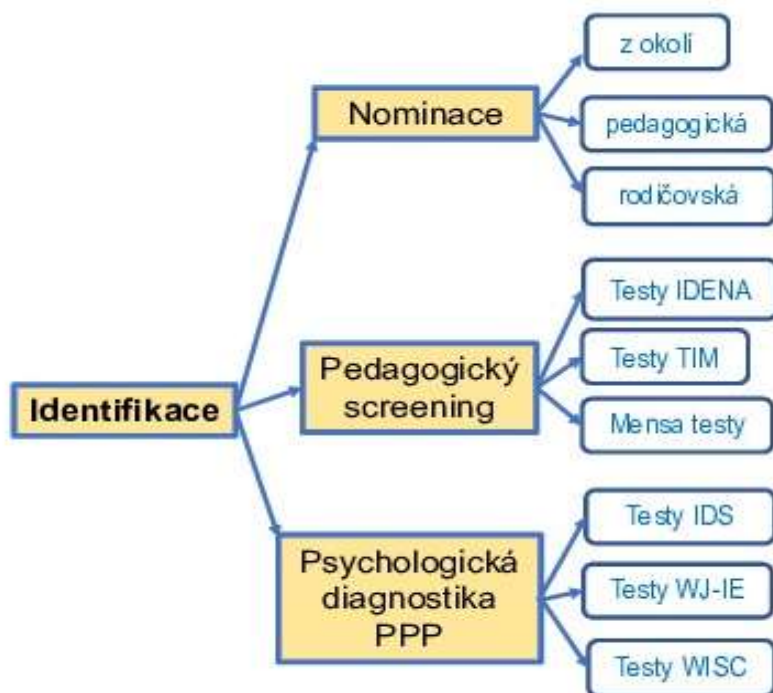 Identifikace
Nominace
z okolí
pedagogická
rodičovská
Pedagogický
screening
Testy IDENA
Testy TIM
Mensa testy
Psychologická
diagnostika
PPP
Testy IDS
Testy WJ-IE
Testy WISC